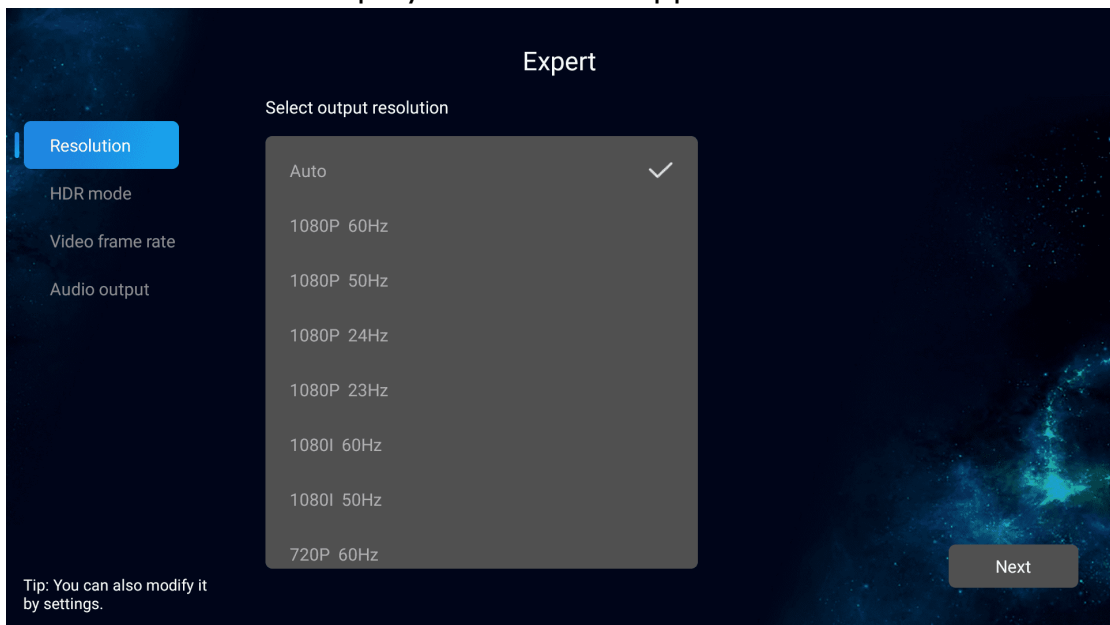 Expert
Select output resolution
Resolution
HDR mode
Video frame rate
Audio output
Auto
1080P 60Hz
1080P 50Hz
1080P 24Hz
1080P 23Hz
1080I 60Hz
1080I 50Hz
720P 60Hz
Next
Tip: You can also modify it
by settings.